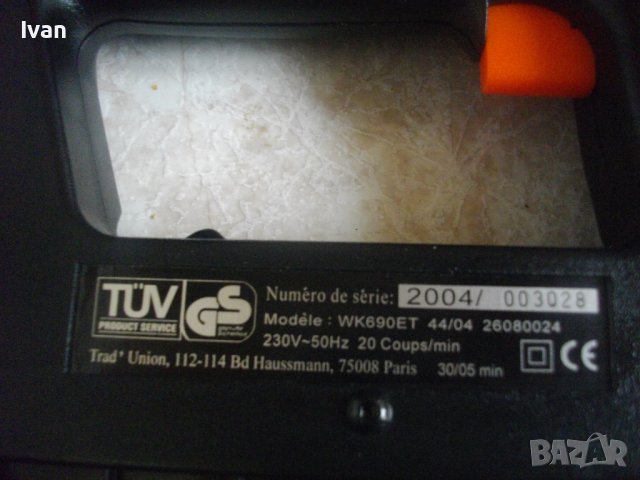 Ivan
TÜV
PRODUCT SERVICE
GS
Numéro de série: 2004/ 003028
Modèle : WK690ET 44/04 26080024
230V~50Hz 20 Coups/min
Trad' Union, 112-114 Bd Haussmann, 75008 Paris 30/05 min
CE
BAZAR